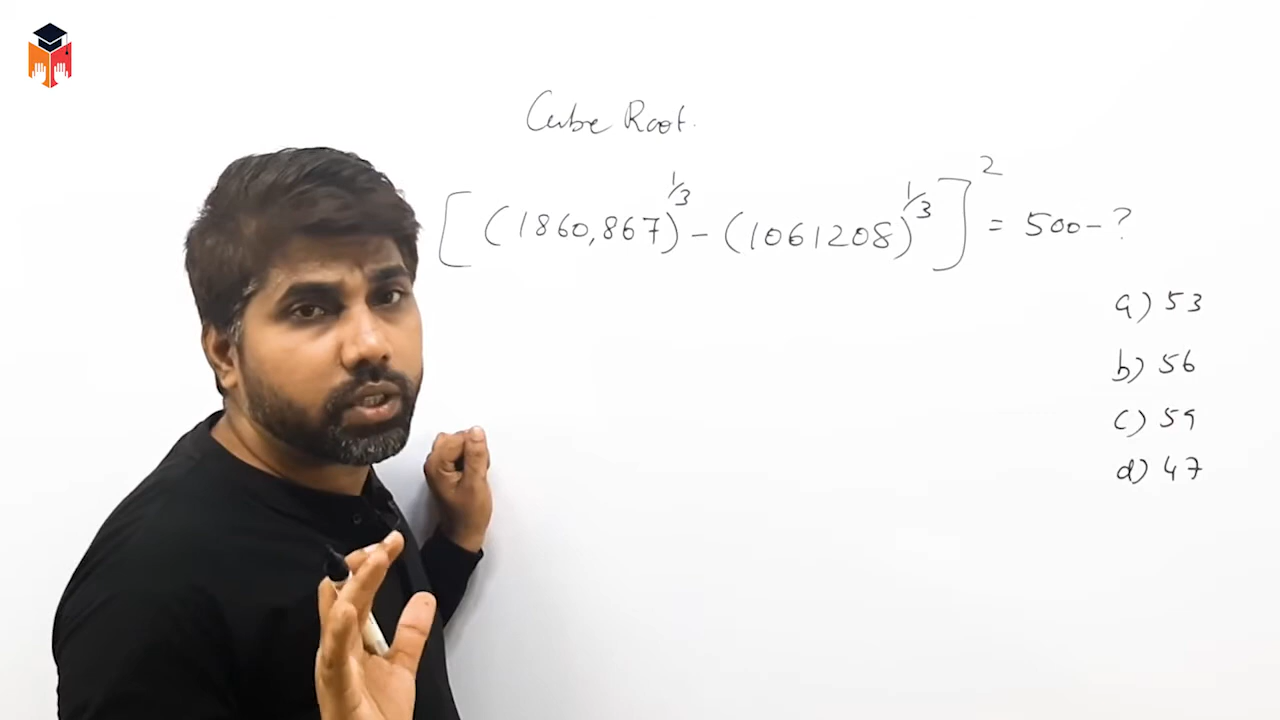 Cube Root.
[(1860,867)^1/3 - (1061208)^1/3]^2 = 500-?
a) 53
b) 56
c) 59
d) 47